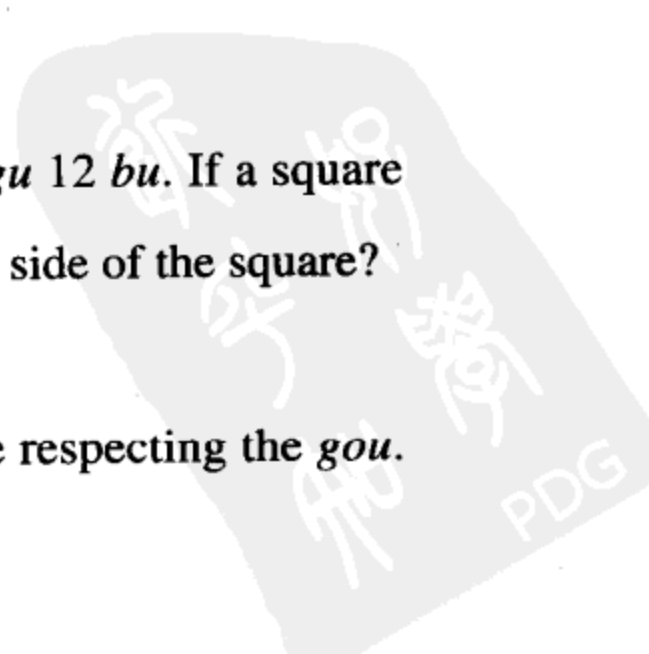 gu 12 bu. If a square
side of the square?
respecting the gou.
PDG